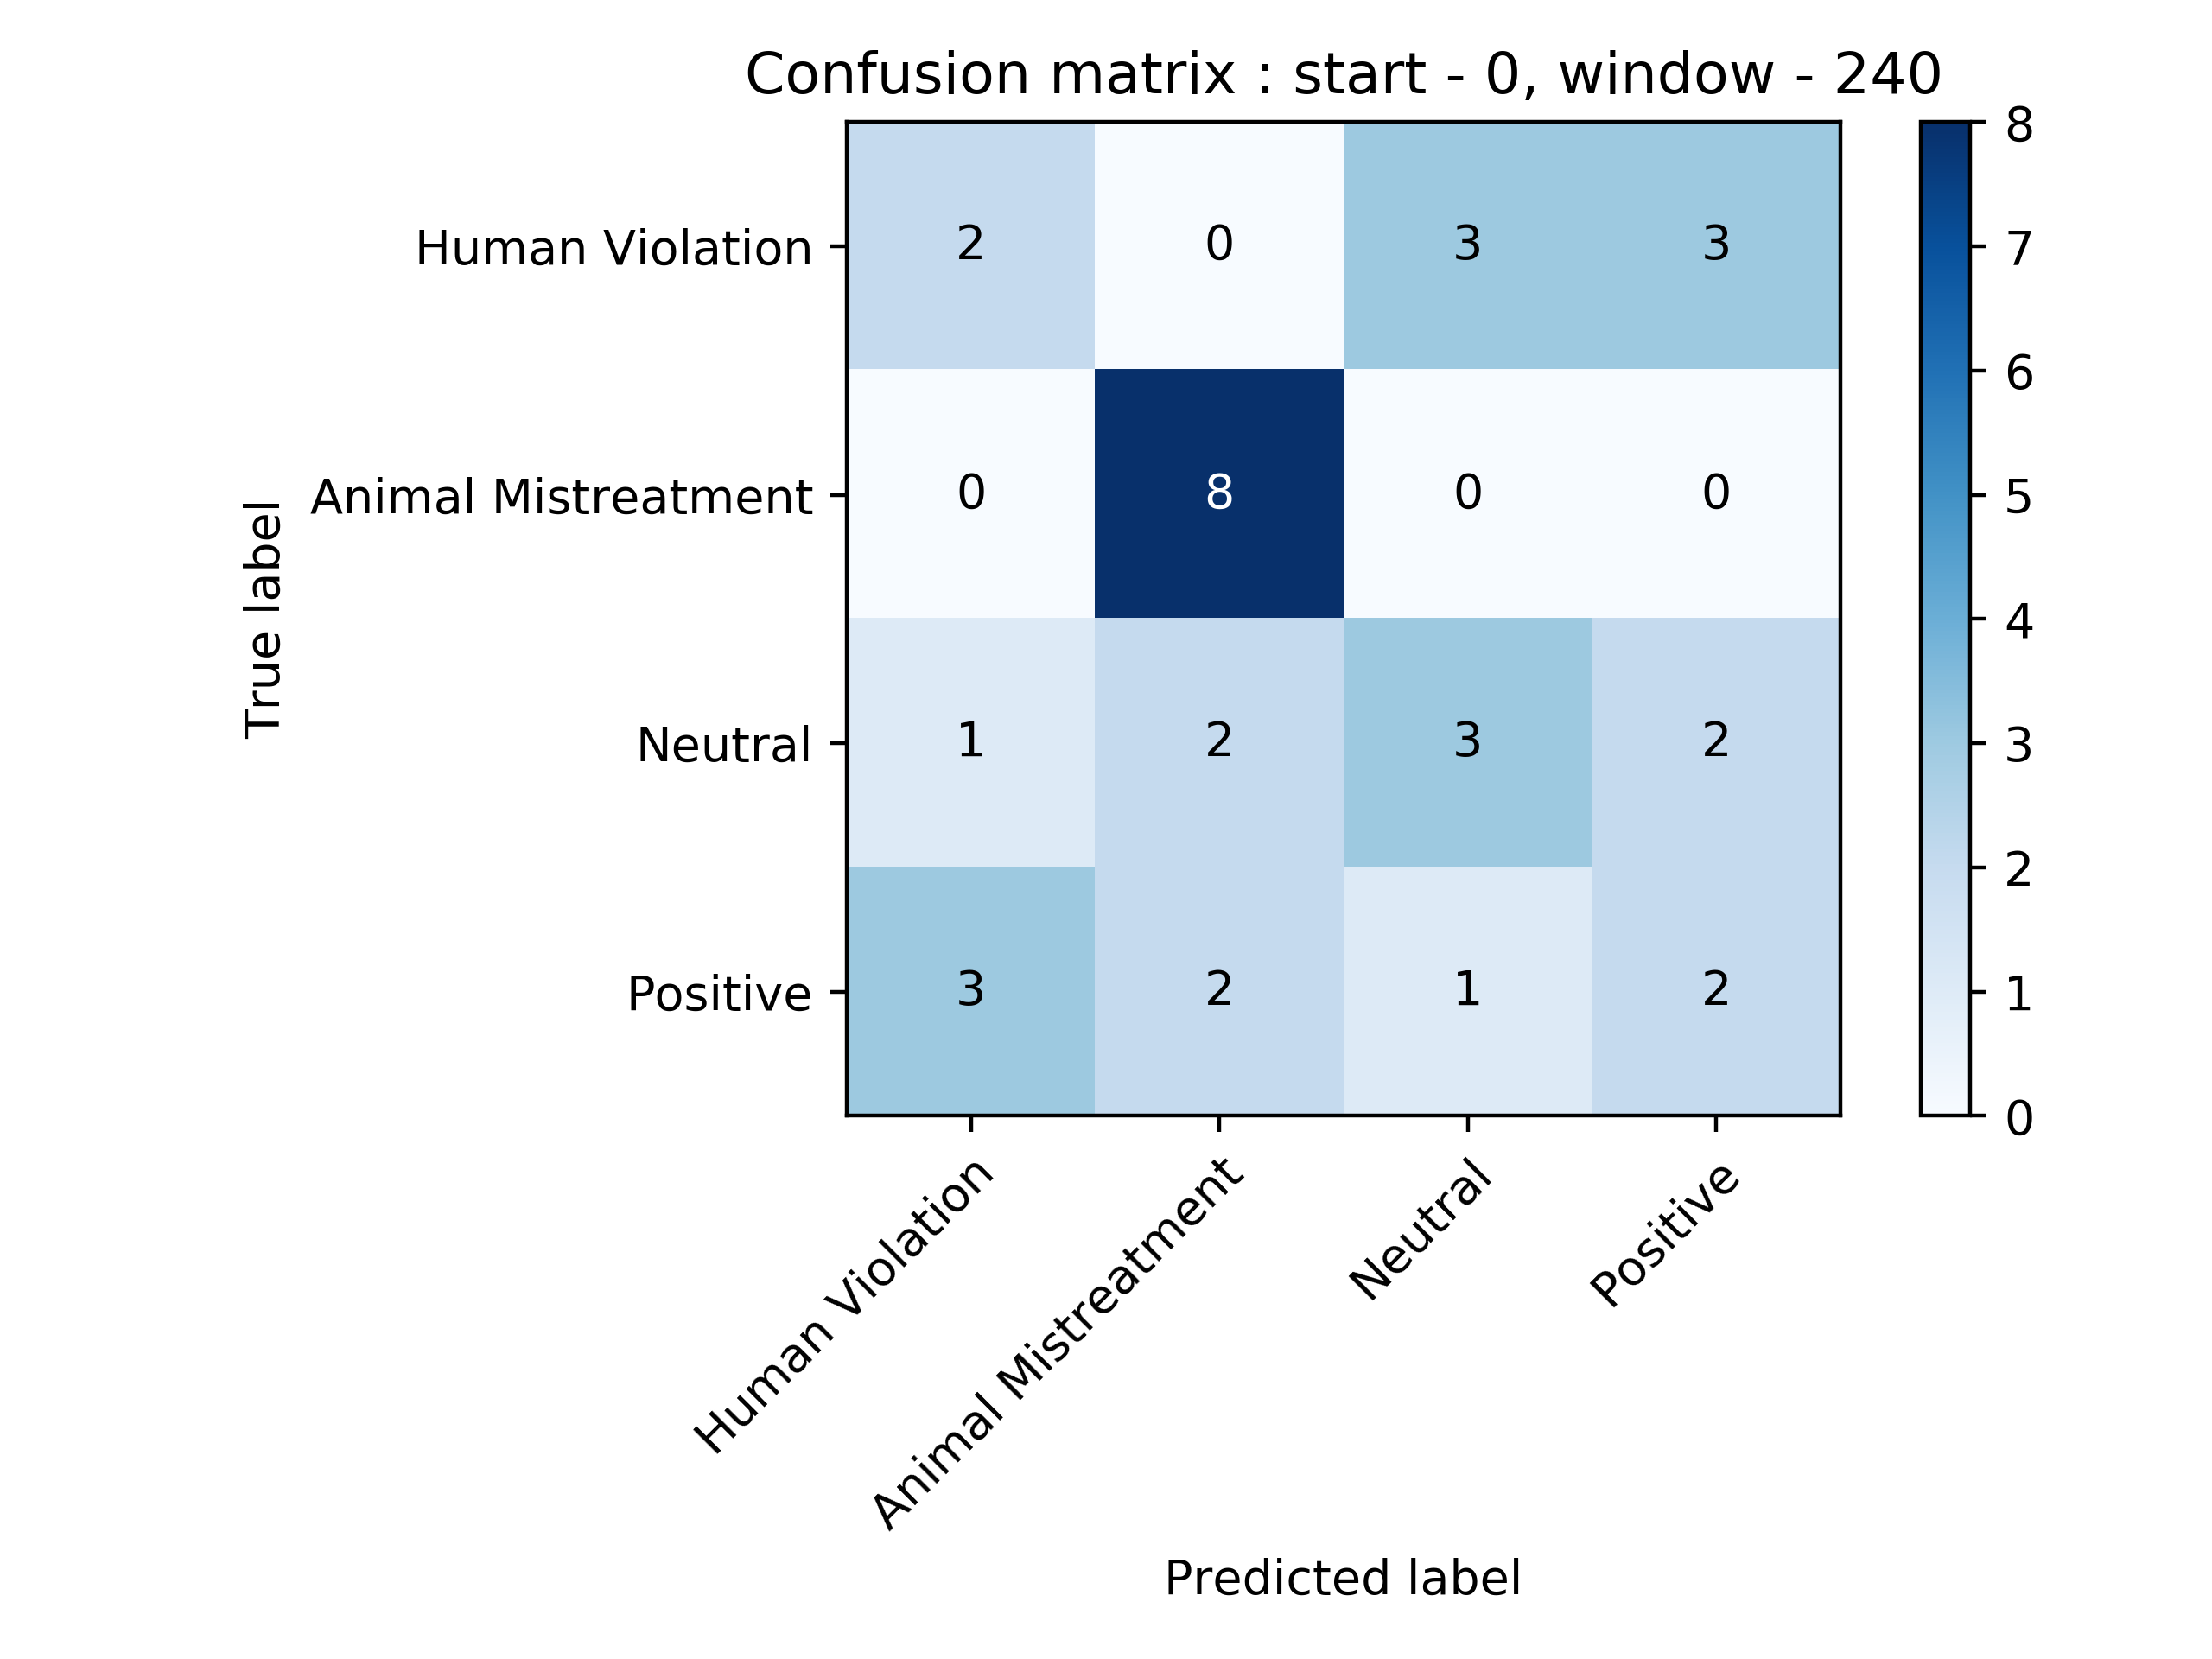 Confusion matrix : start - 0, window - 240
True label
Human Violation 2 0 3 3
Animal Mistreatment 0 8 0 0
Neutral 1 2 3 2
Positive 3 2 1 2
Human Violation
Animal Mistreatment
Neutral
Positive
Predicted label
8
7
6
5
4
3
2
1
0